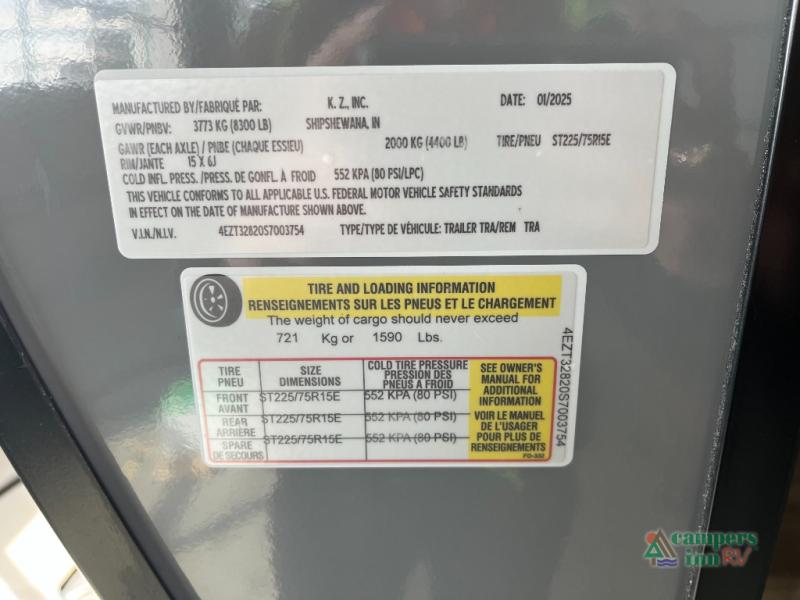 MANUFACTURED BY/FABRIQUÉ PAR: K. Z., INC. DATE: 01/2025
GVWR/PNBV: 3773 KG (8300 LB) SHIPSHEWANA, IN
GAWR (EACH AXLE) / PNBE (CHAQUE ESSIEU) 2000 KG (4400 LB) TIRE/PNEU ST225/75R15E
RIM/JANTE 15 X 6J
COLD INFL. PRESS./PRESS. DE GONFL. À FROID 552 KPA (80 PSI/LPC)
THIS VEHICLE CONFORMS TO ALL APPLICABLE U.S. FEDERAL MOTOR VEHICLE SAFETY STANDARDS
IN EFFECT ON THE DATE OF MANUFACTURE SHOWN ABOVE.
V.I.N./N.I.V. 4EZT32820S7003754 TYPE/TYPE DE VÉHICULE: TRAILER TRA/REM TRA
TIRE AND LOADING INFORMATION
RENSEIGNEMENTS SUR LES PNEUS ET LE CHARGEMENT
The weight of cargo should never exceed
721 Kg or 1590 Lbs.
TIRE
PNEU
SIZE
DIMENSIONS
COLD TIRE PRESSURE
PRESSION DES
PNEUS A FROID
FRONT
AVANT
ST225/75R15E 552 KPA (80 PSI)
REAR
ARRIÈRE
ST225/75R15E 552 KPA (80 PSI)
SPARE
DE SECOURS
ST225/75R15E 552 KPA (80 PSI)
SEE OWNER'S
MANUAL FOR
ADDITIONAL
INFORMATION
VOIR LE MANUEL
DE L'USAGER
POUR PLUS DE
RENSEIGNEMENTS
FO-332
4EZT32820S7003754
campers
inn RV